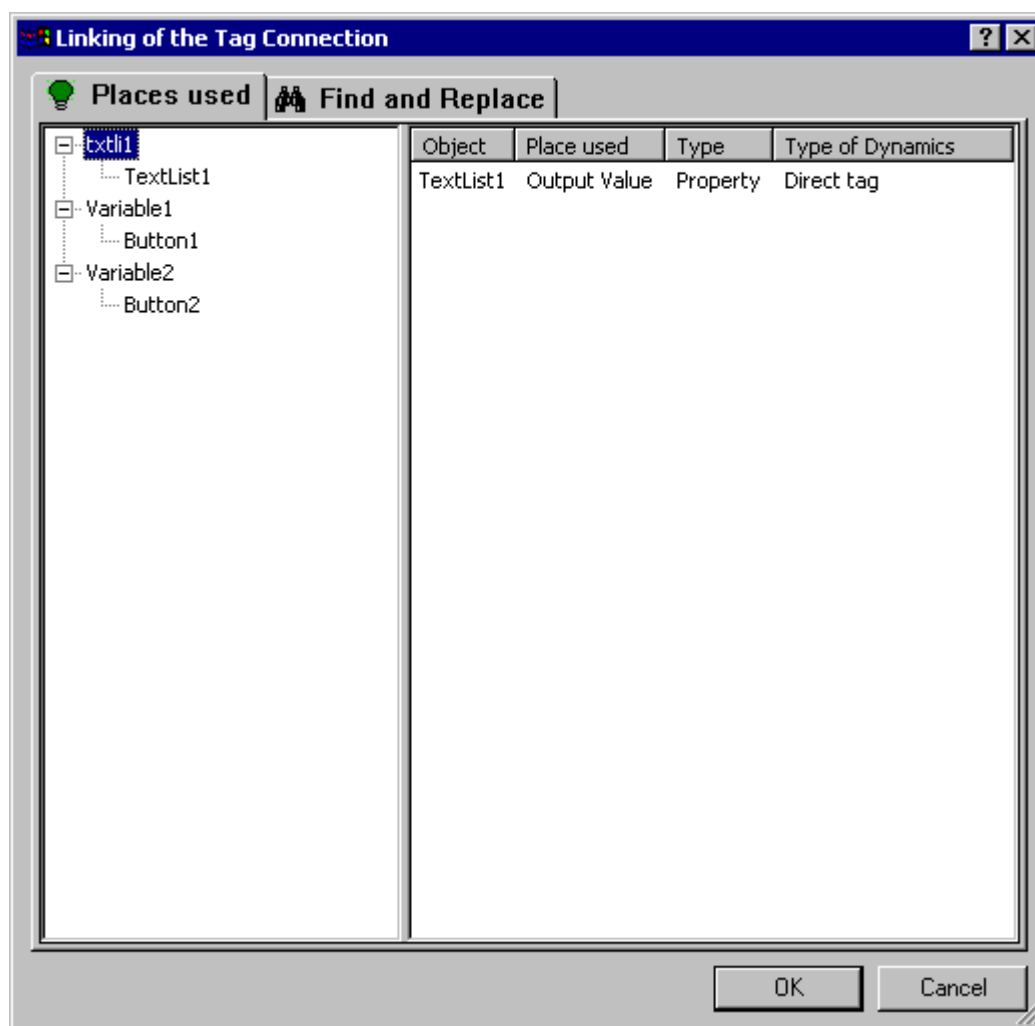 Linking of the Tag Connection
Places used
Find and Replace
txtli1
TextList1
Variable1
Button1
Variable2
Button2
Object Place used Type Type of Dynamics
TextList1 Output Value Property Direct tag
OK Cancel